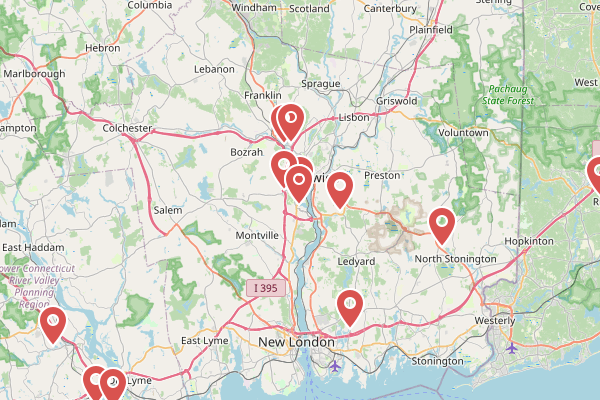 Columbia
Windham
Scotland
Canterbury
Sterling
Plainfield
Hebron
Marlborough
Lebanon
Sprague
Pachaug
State Forest
West
Franklin
Griswold
Lisbon
Colchester
Voluntown
Bozrah
Preston
Salem
Montville
East Haddam
Hopkinton
North Stonington
Ledyard
Lower Connecticut
River Valley
Planning
Region
I 395
Westerly
East Lyme
New London
Stonington
Lyme